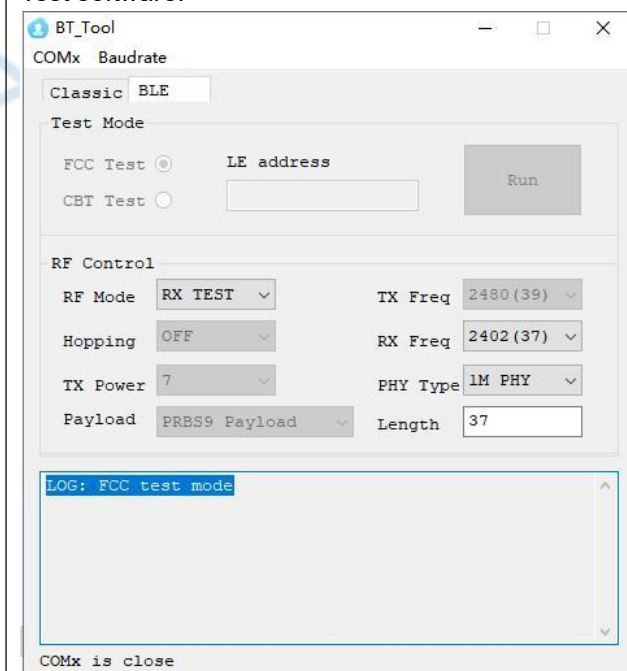 Test software:
BT_Tool
COMx Baudrate
Classic BLE
Test Mode
FCC Test LE address
Run
CBT Test
RF Control
RF Mode RX TEST TX Freq 2480(39)
Hopping OFF RX Freq 2402(37)
TX Power 7 PHY Type 1M PHY
Payload PRBS9 Payload Length 37
LOG: FCC test mode
COMx is close